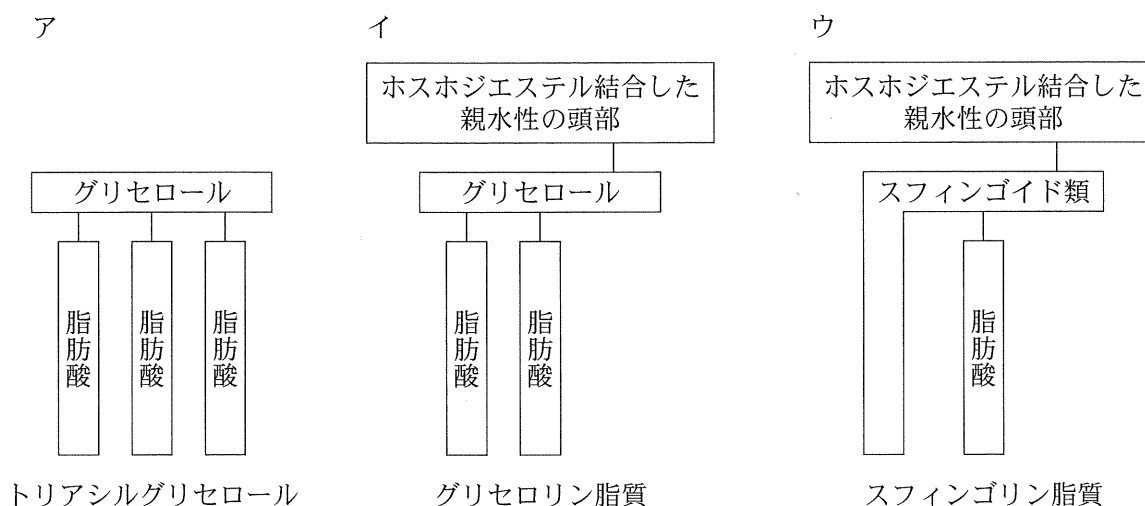 ア
グリセロール
脂肪酸
脂肪酸
脂肪酸
トリアシルグリセロール
イ
ホスホジエステル結合した
親水性の頭部
グリセロール
脂肪酸
脂肪酸
グリセロリン脂質
ウ
ホスホジエステル結合した
親水性の頭部
スフィンゴイド類
脂肪酸
スフィンゴリン脂質